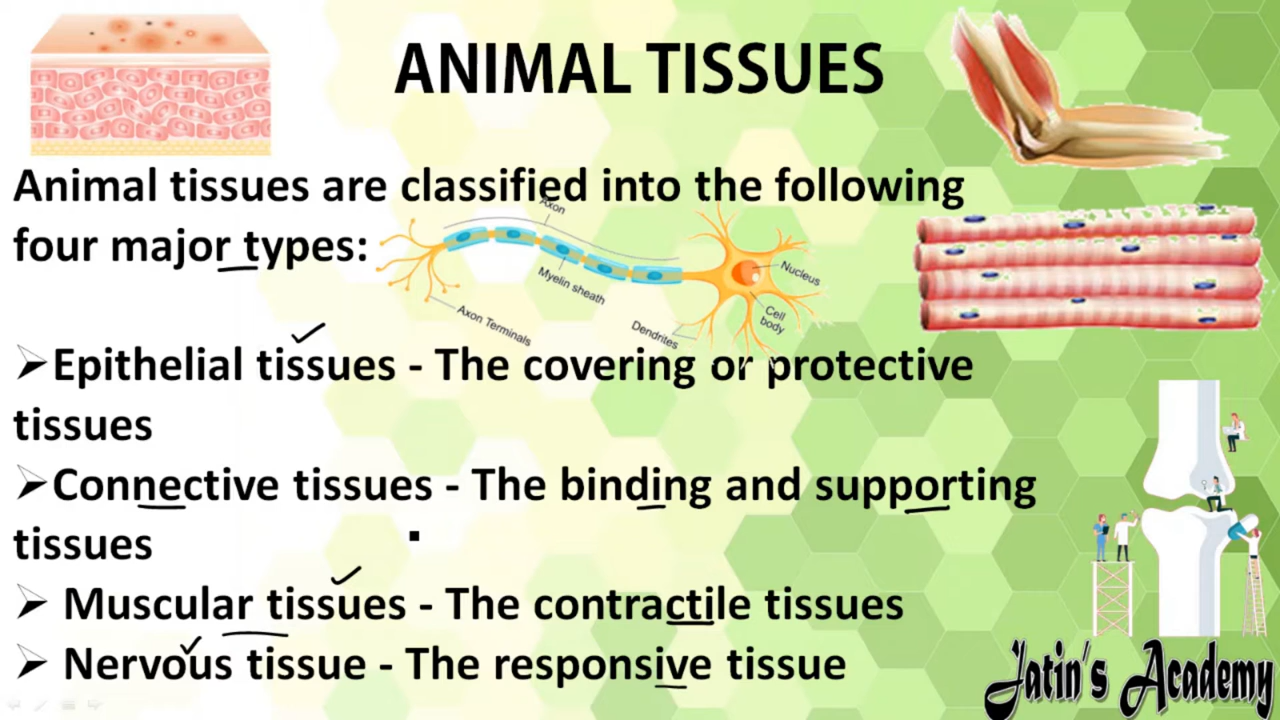 ANIMAL TISSUES
Animal tissues are classified into the following
four major types:
Axon
Myelin sheath
Nucleus
Cell
body
Axon Terminals
Dendrites
➢Epithelial tissues - The covering or protective
tissues
➢Connective tissues - The binding and supporting
tissues
➢ Muscular tissues - The contractile tissues
➢ Nervous tissue - The responsive tissue
Jatin's Academy